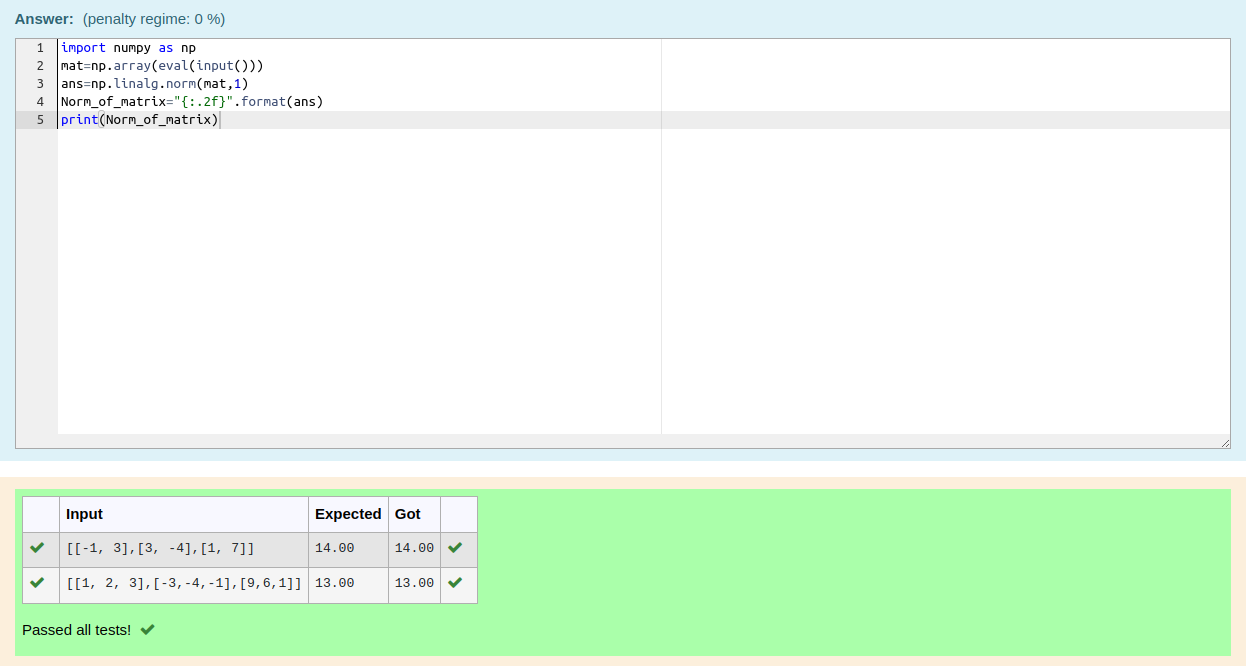 Answer: (penalty regime: 0 %)
1 import numpy as np
2 mat=np.array(eval(input()))
3 ans=np.linalg.norm(mat,1)
4 Norm_of_matrix="{:.2f}".format(ans)
5 print(Norm_of_matrix)
Input Expected Got
[[-1, 3],[3, -4],[1, 7]] 14.00 14.00
[[1, 2, 3],[-3,-4,-1],[9,6,1]] 13.00 13.00
Passed all tests!